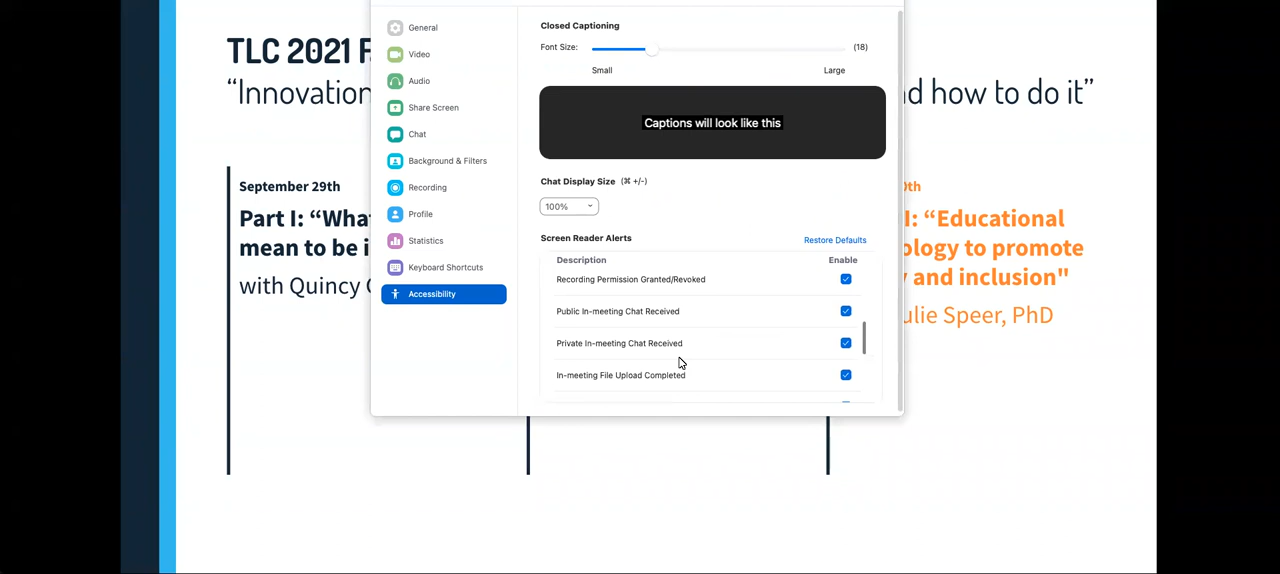 TLC 2021 F
“Innovation
nd how to do it”
September 29th
Part I: “What
mean to be i
with Quincy
0th
I: “Educational
ology to promote
y and inclusion"
ulie Speer, PhD
General
Video
Audio
Share Screen
Chat
Background & Filters
Recording
Profile
Statistics
Keyboard Shortcuts
Accessibility
Closed Captioning
Font Size:
(18)
Small
Large
Captions will look like this
Chat Display Size (⌘ +/-)
100%
Screen Reader Alerts
Restore Defaults
Description
Enable
Recording Permission Granted/Revoked
Public In-meeting Chat Received
Private In-meeting Chat Received
In-meeting File Upload Completed